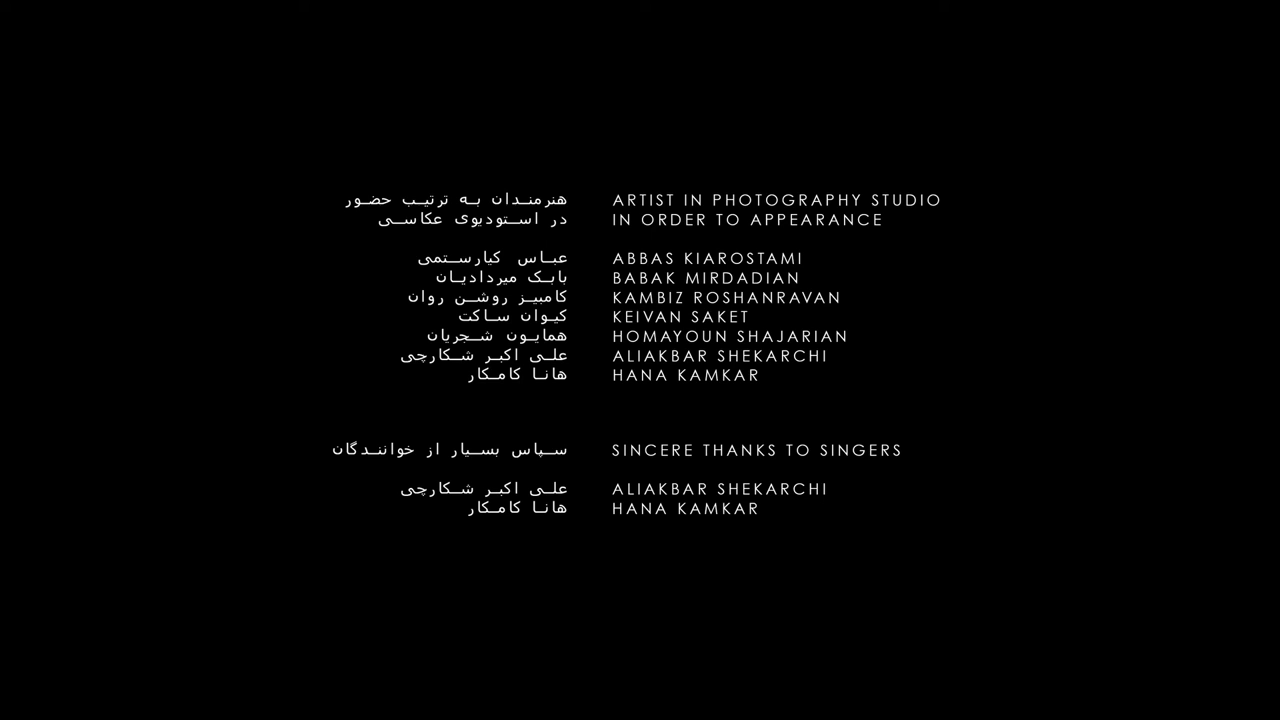 هنرمندان به ترتیب حضور
در استودیوی عکاسی
عباس کیارستمی
بابک میردادیان
کامبیز روشن روان
کیوان ساکت
همایون شجریان
علی اکبر شکارچی
هانا کامکار
سپاس بسیار از خوانندگان
علی اکبر شکارچی
هانا کامکار
ARTIST IN PHOTOGRAPHY STUDIO
IN ORDER TO APPEARANCE
ABBAS KIAROSTAMI
BABAK MIRDADIAN
KAMBIZ ROSHANRAVAN
KEIVAN SAKET
HOMAYOUN SHAJARIAN
ALIAKBAR SHEKARCHI
HANA KAMKAR
SINCERE THANKS TO SINGERS
ALIAKBAR SHEKARCHI
HANA KAMKAR